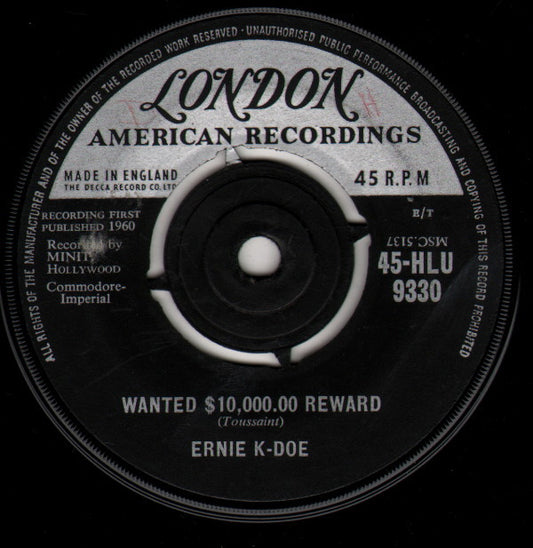 ALL RIGHTS OF THE MANUFACTURER AND OF THE OWNER OF THE RECORDED WORK RESERVED · UNAUTHORISED PUBLIC PERFORMANCE BROADCASTING AND COPYING OF THIS RECORD PROHIBITED
LONDON
AMERICAN RECORDINGS
MADE IN ENGLAND
THE DECCA RECORD CO. LTD
45 R.P.M
RECORDING FIRST
PUBLISHED 1960
Recorded by
MINIT
HOLLYWOOD
Commodore-
Imperial
E/T
MSC.5137
45-HLU
9330
WANTED $10,000.00 REWARD
(Toussaint)
ERNIE K-DOE